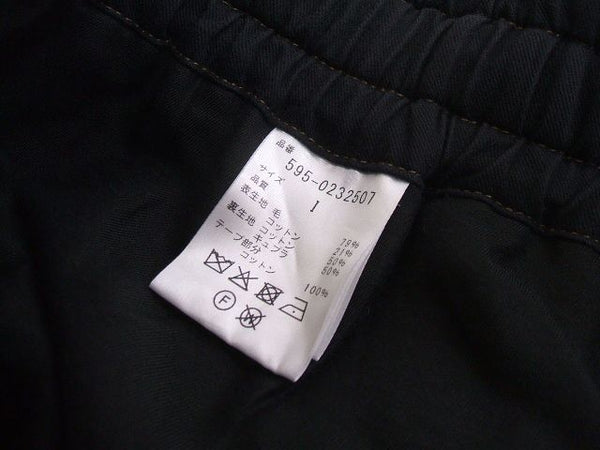 品番
595-0232507
サイズ I
品質
表生地 毛 79%
コットン 21%
裏生地 コットン 50%
キュプラ 50%
テープ部分
コットン 100%
F W